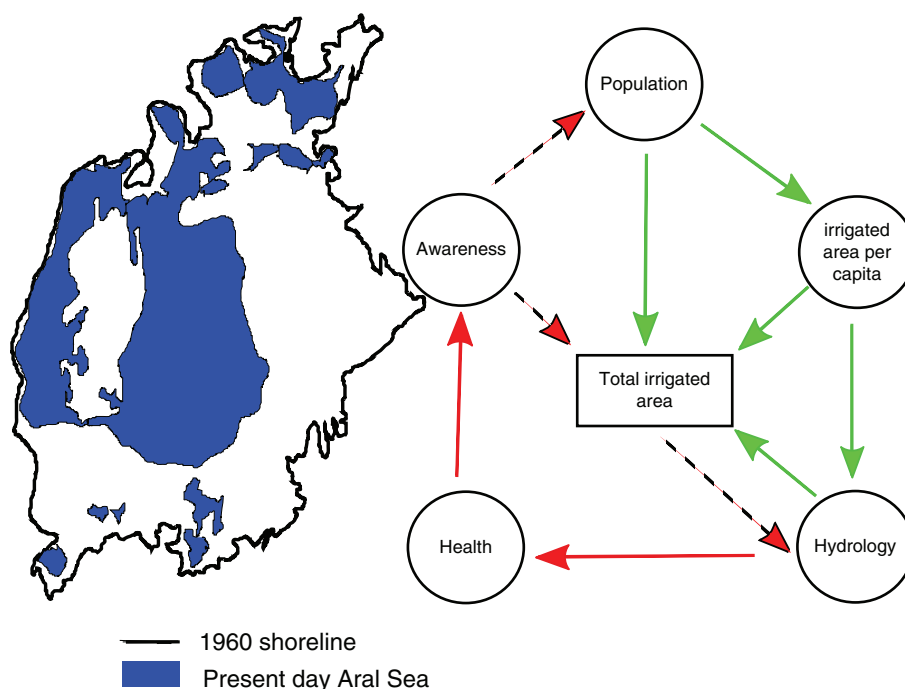 Population
Awareness
irrigated
area per
capita
Total irrigated
area
Health
Hydrology
1960 shoreline
Present day Aral Sea